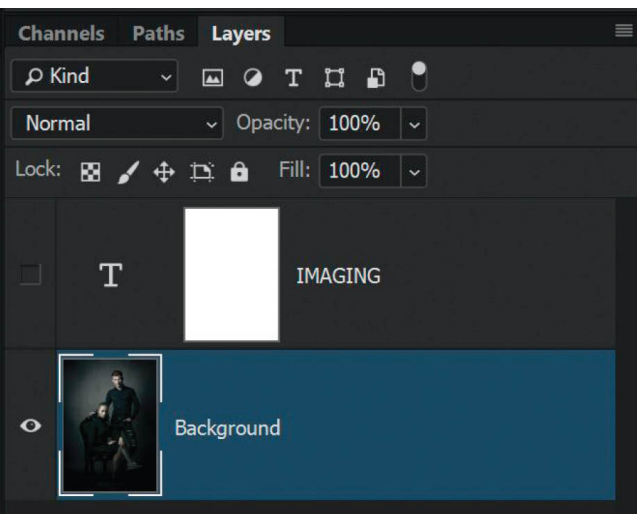 Channels Paths Layers
Kind
Normal Opacity: 100%
Lock: Fill: 100%
T IMAGING
Background